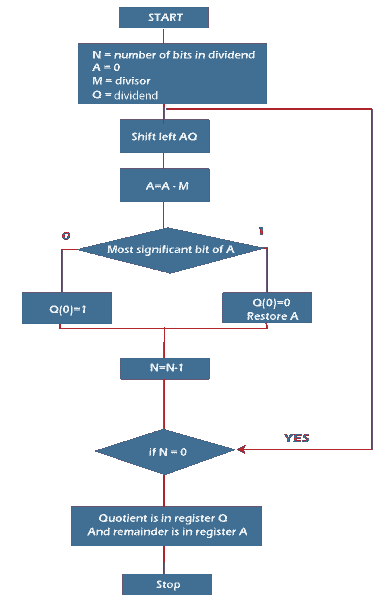 START
N = number of bits in dividend
A = 0
M = divisor
Q = dividend
Shift left AQ
A=A - M
0
1
Most significant bit of A
Q(0)=1
Q(0)=0
Restore A
N=N-1
YES
if N = 0
Quotient is in register Q
And remainder is in register A
Stop